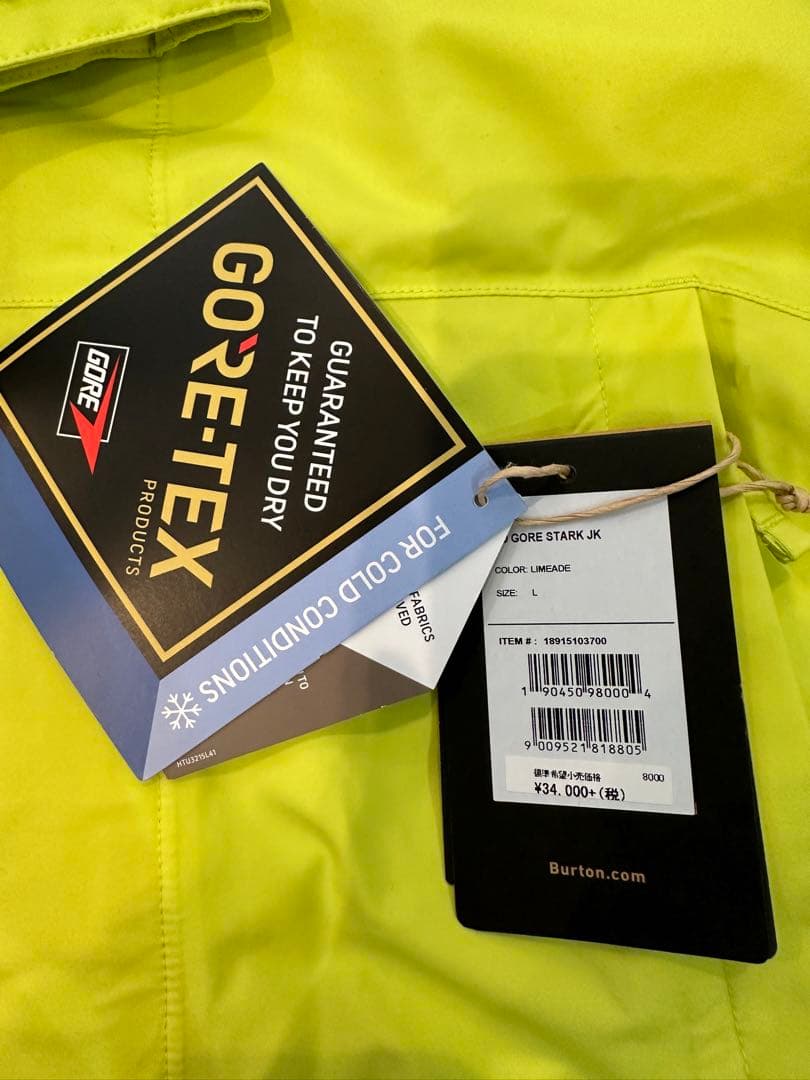 GORE
GORE-TEX
PRODUCTS
GUARANTEED
TO KEEP YOU DRY
FOR COLD CONDITIONS
FABRICS
TO
HTU3215L41
GORE STARK JK
COLOR: LIMEADE
SIZE: L
ITEM # : 18915103700
1 90450 98000 4
9 009521 818805
標準希望小売価格 8000
¥34.000+(税)
Burton.com